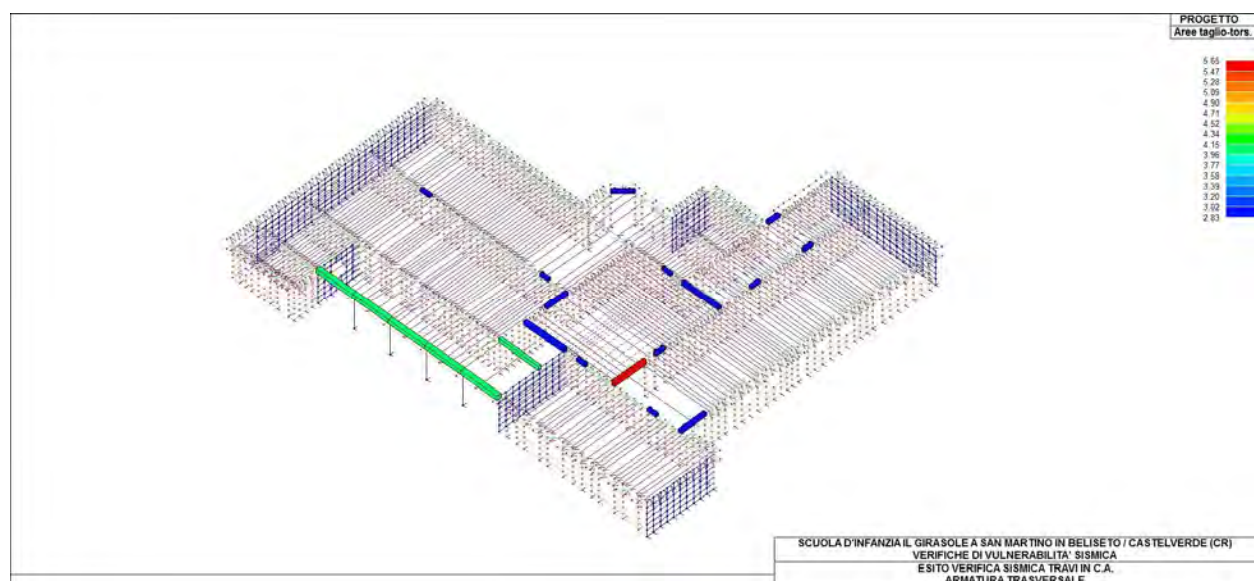 PROGETTO
Aree taglio-tors.
5.65
5.47
5.28
5.09
4.90
4.71
4.52
4.34
4.15
3.96
3.77
3.58
3.39
3.20
3.02
2.83
SCUOLA D'INFANZIA IL GIRASOLE A SAN MARTINO IN BELISETO / CASTELVERDE (CR)
VERIFICHE DI VULNERABILITA' SISMICA
ESITO VERIFICA SISMICA TRAVI IN C.A.
ARMATURA TRASVERSALE